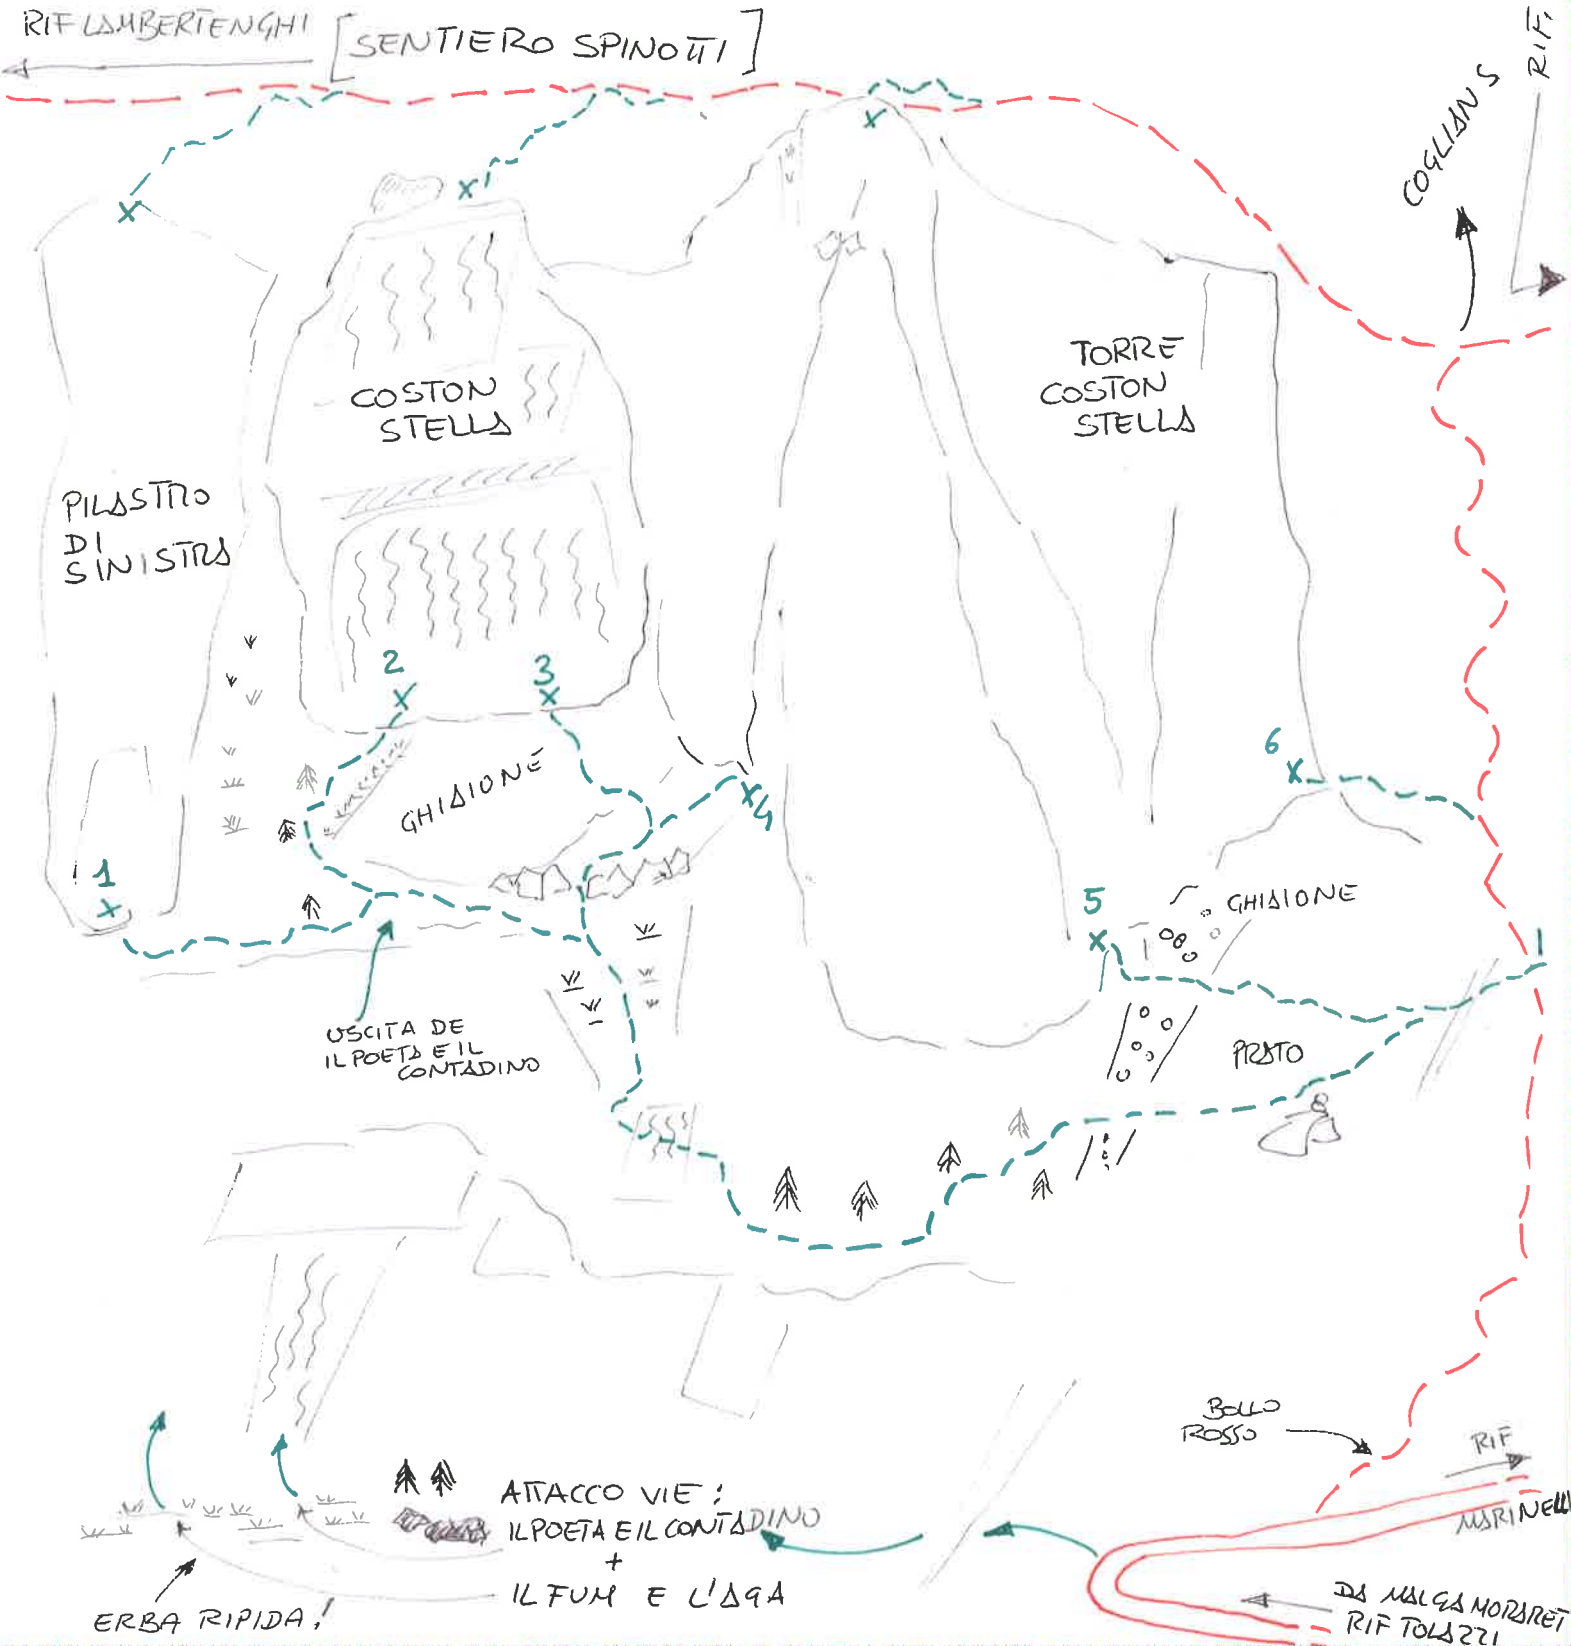 RIF LAMBERTENGHI
[SENTIERO SPINOTTI]
RIF.
COGLIANS
TORRE
COSTON
STELLA
COSTON
STELLA
PILASTRO
DI
SINISTRA
2
3
6
GHIAIONE
4
1
5
GHIAIONE
USCITA DE
IL POETA E IL
CONTADINO
PRATO
BOLLO
ROSSO
RIF
MARINELLI
ATTACCO VIE:
IL POETA E IL CONTADINO
+
IL FUM E L'AGA
ERBA RIPIDA!
DA MALGA MORARET
RIF TOLAZZI